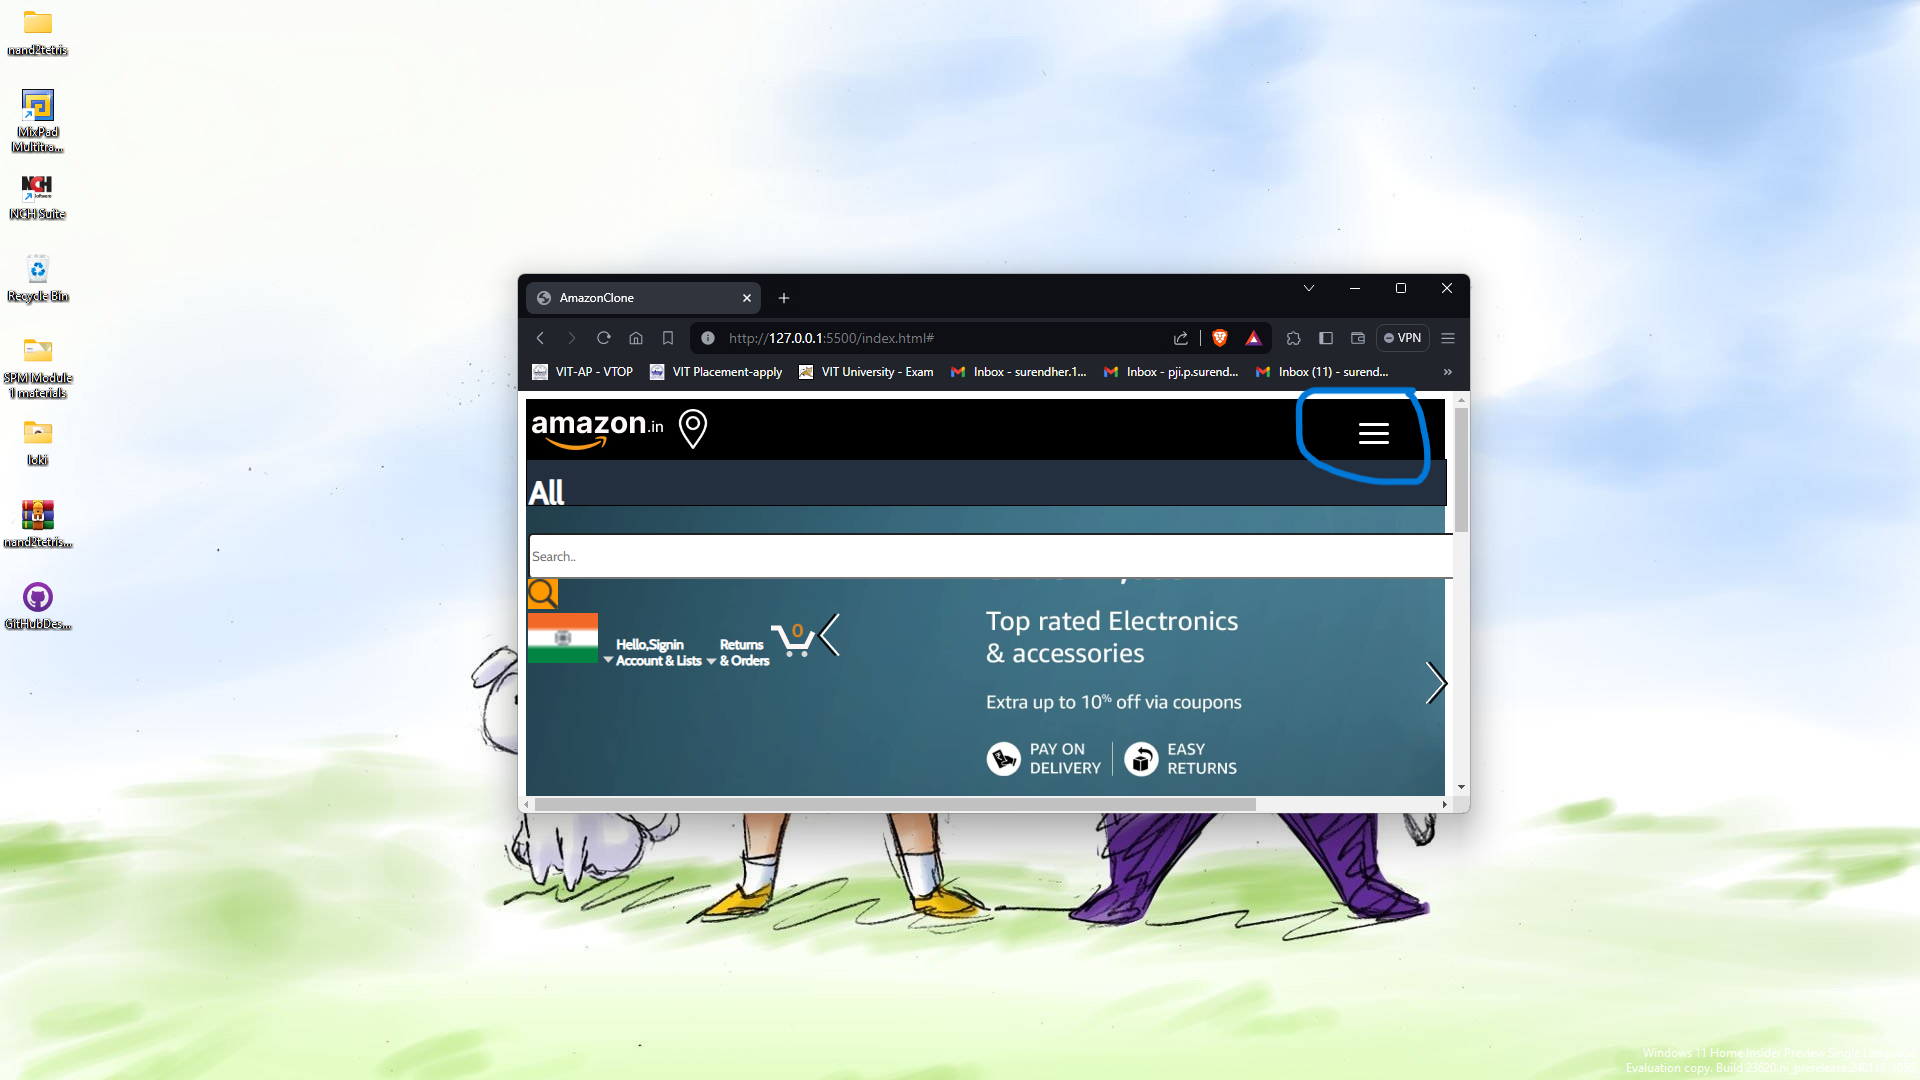 nand2tetris
MixPad
Multitra...
NCH Suite
Recycle Bin
SPM Module
1 materials
loki
nand2tetris...
GitHubDes...
AmazonClone
http://127.0.0.1:5500/index.html#
VPN
VIT-AP - VTOP
VIT Placement-apply
VIT University - Exam
Inbox - surendher.1...
Inbox - pji.p.surend...
Inbox (11) - surend...
amazon.in
All
Search..
Top rated Electronics
& accessories
Hello,Signin
Account & Lists
Returns
& Orders
0
Extra up to 10% off via coupons
PAY ON
DELIVERY
EASY
RETURNS
Windows 11 Home Insider Preview Single
Evaluation copy. Build 23620.ni_prerelease